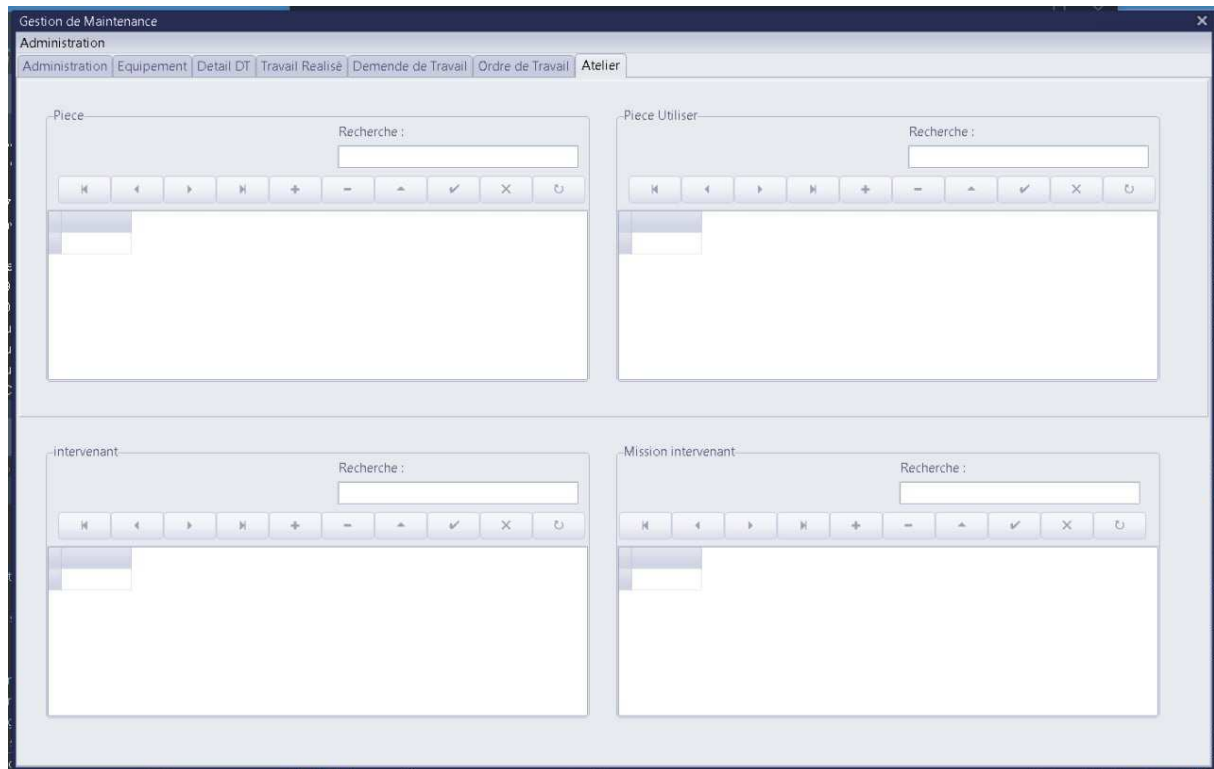 Gestion de Maintenance
Administration
Administration Equipement Detail DT Travail Realisé Demende de Travail Ordre de Travail Atelier
Piece
Recherche :
Piece Utiliser
Recherche :
intervenant
Recherche :
Mission intervenant
Recherche :